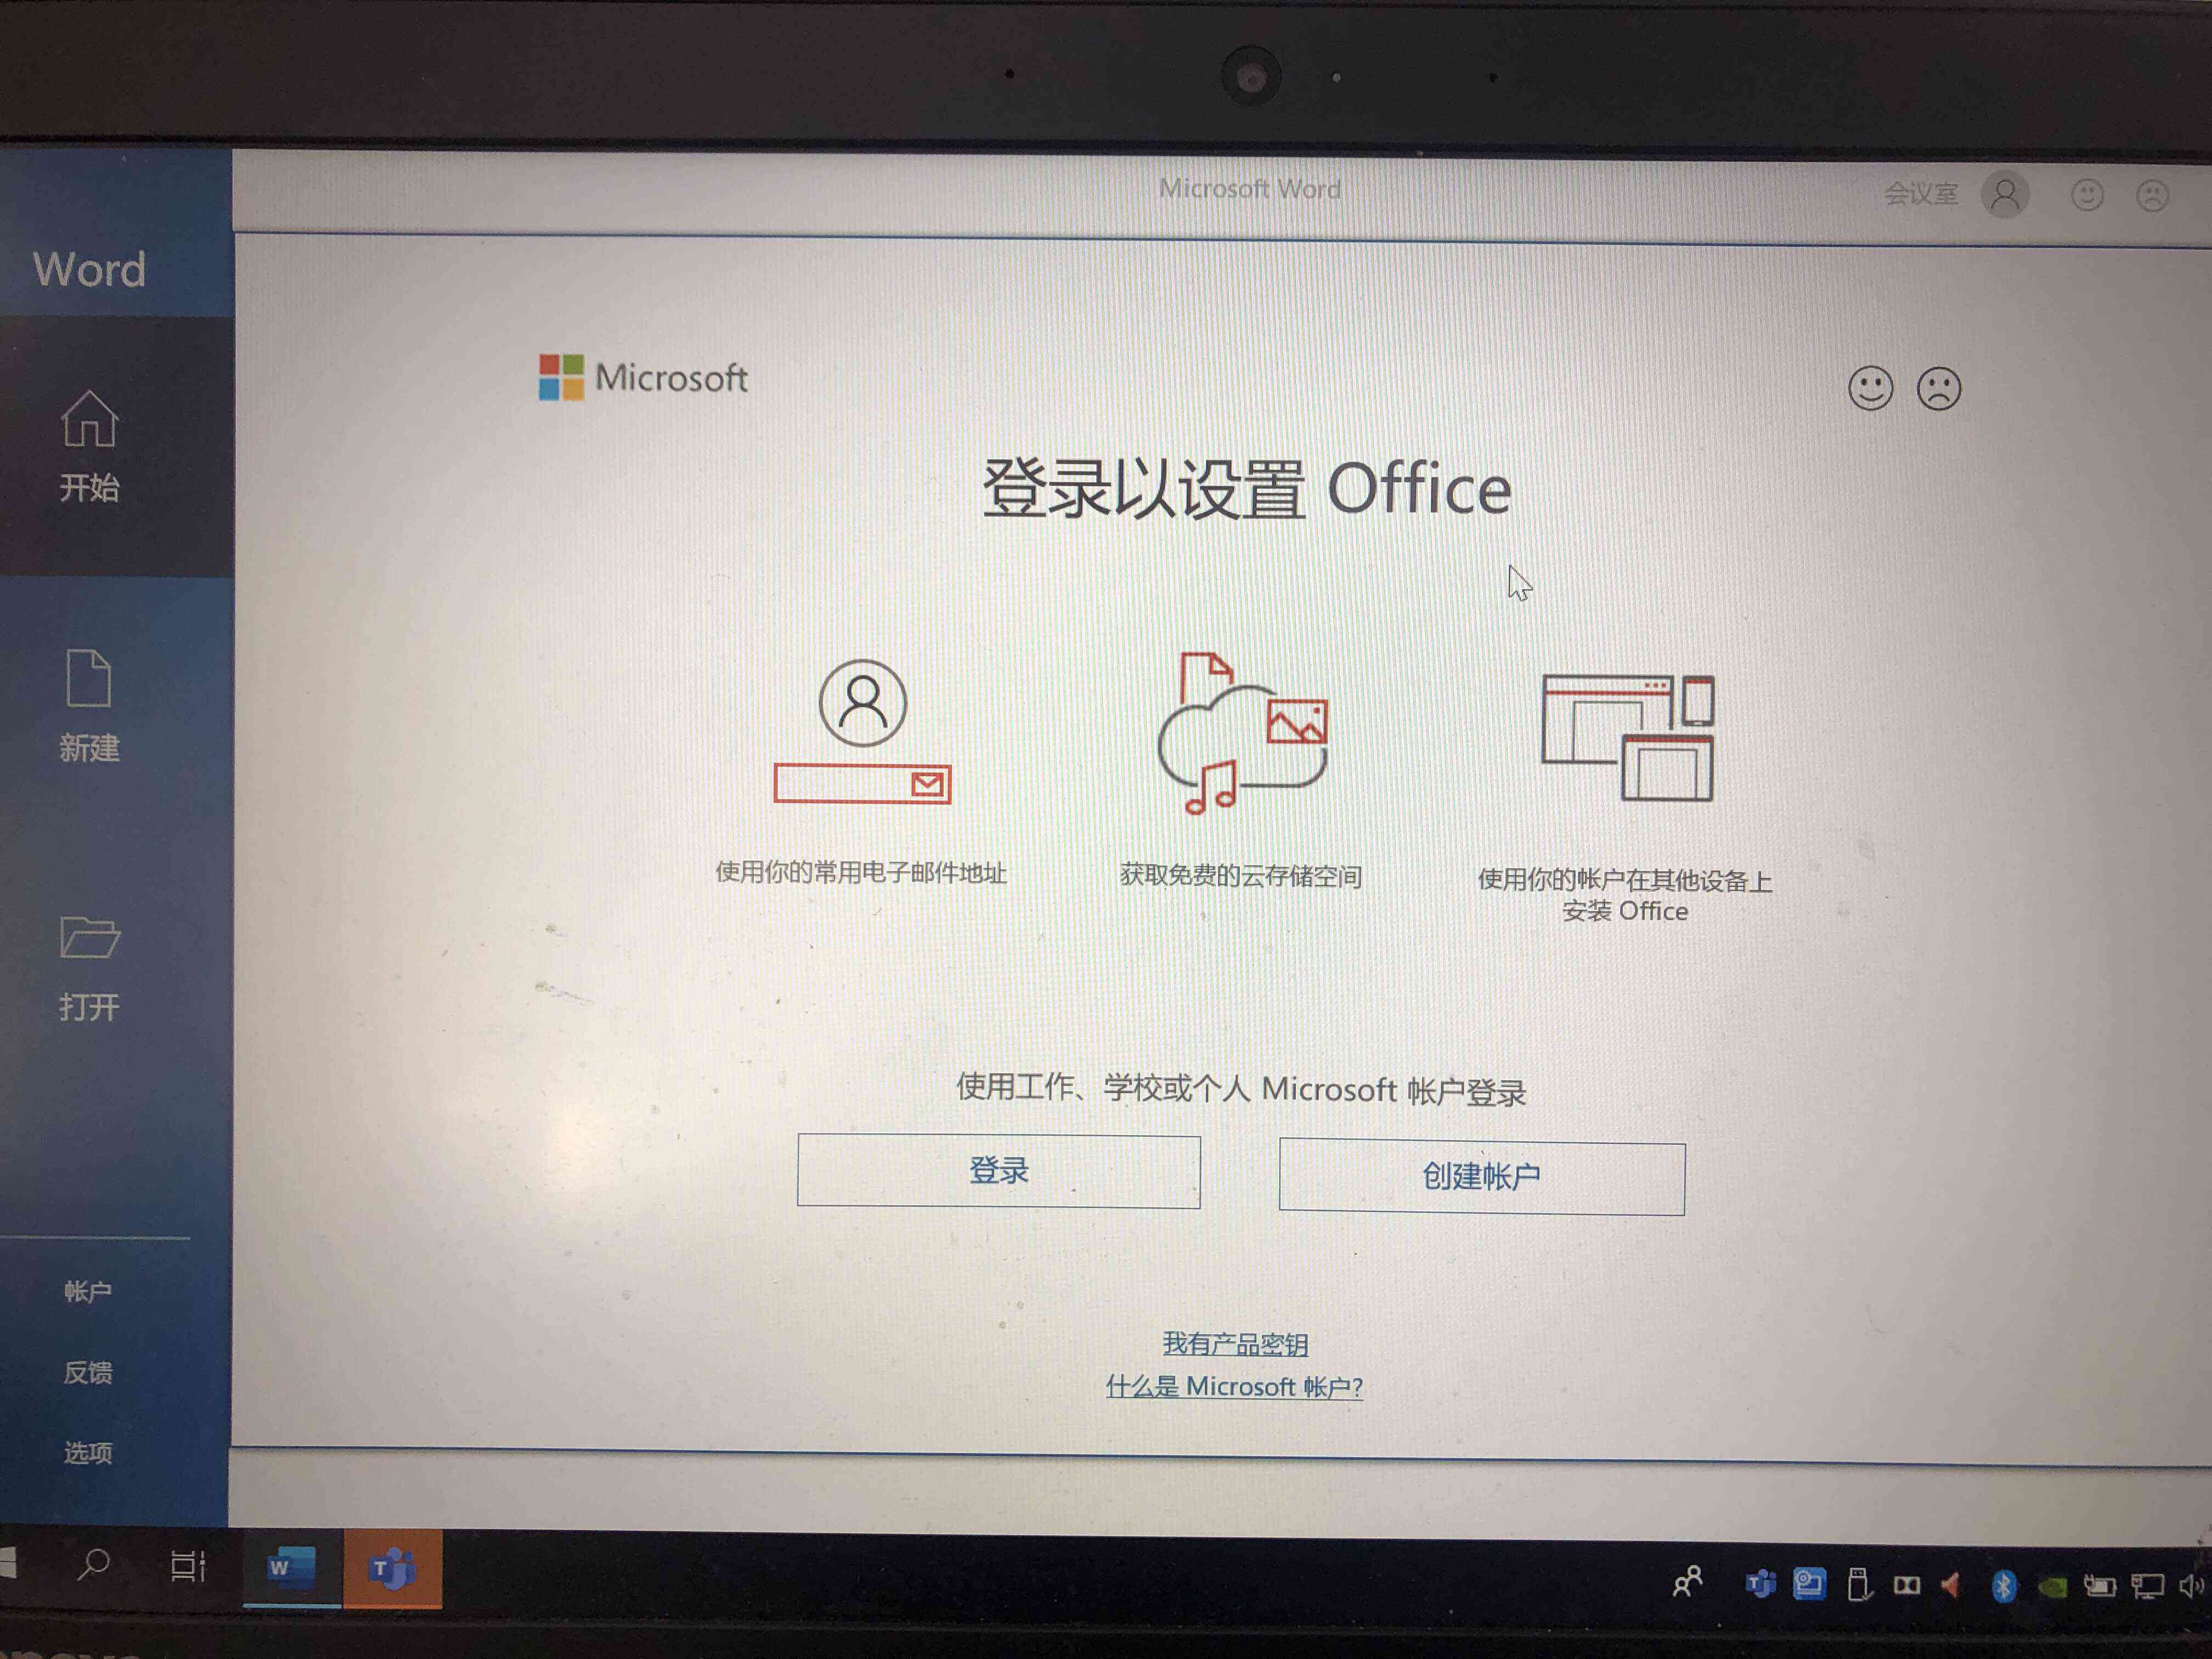 Microsoft Word
会议室
Word
开始
新建
打开
帐户
反馈
选项
Microsoft
登录以设置 Office
使用你的常用电子邮件地址
获取免费的云存储空间
使用你的帐户在其他设备上
安装 Office
使用工作、学校或个人 Microsoft 帐户登录
登录
创建帐户
我有产品密钥
什么是 Microsoft 帐户?
W
T
T